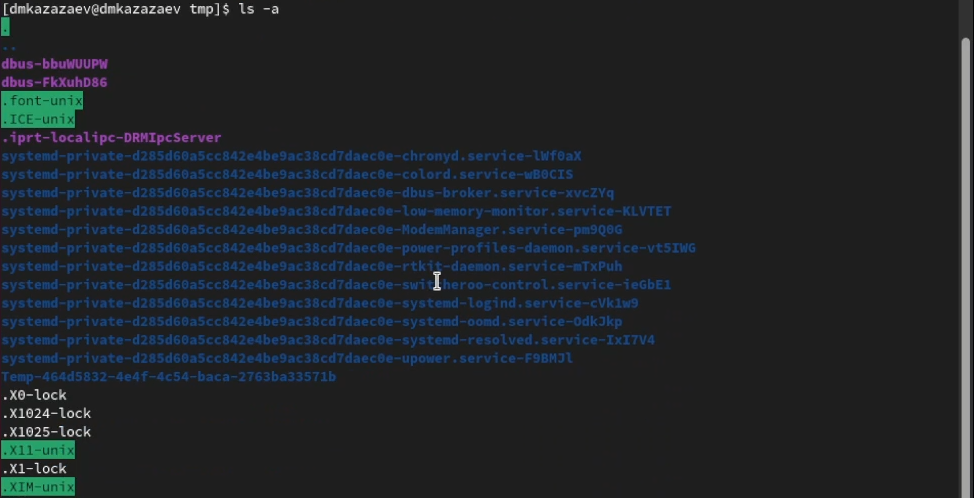 [dmkazazaev@dmkazazaev tmp]$ ls -a
.
..
dbus-bbuWUUPW
dbus-FkXuhD86
.font-unix
.ICE-unix
.iprt-localipc-DRMIpcServer
systemd-private-d285d60a5cc842e4be9ac38cd7daec0e-chronyd.service-lWf0aX
systemd-private-d285d60a5cc842e4be9ac38cd7daec0e-colord.service-wB0CIS
systemd-private-d285d60a5cc842e4be9ac38cd7daec0e-dbus-broker.service-xvcZYq
systemd-private-d285d60a5cc842e4be9ac38cd7daec0e-low-memory-monitor.service-KLVTET
systemd-private-d285d60a5cc842e4be9ac38cd7daec0e-ModemManager.service-pm9Q0G
systemd-private-d285d60a5cc842e4be9ac38cd7daec0e-power-profiles-daemon.service-vt5IWG
systemd-private-d285d60a5cc842e4be9ac38cd7daec0e-rtkit-daemon.service-mTxPuh
systemd-private-d285d60a5cc842e4be9ac38cd7daec0e-switcheroo-control.service-ieGbE1
systemd-private-d285d60a5cc842e4be9ac38cd7daec0e-systemd-logind.service-cVk1w9
systemd-private-d285d60a5cc842e4be9ac38cd7daec0e-systemd-oomd.service-OdkJkp
systemd-private-d285d60a5cc842e4be9ac38cd7daec0e-systemd-resolved.service-IxI7V4
systemd-private-d285d60a5cc842e4be9ac38cd7daec0e-upower.service-F9BMJl
Temp-464d5832-4e4f-4c54-baca-2763ba33571b
.X0-lock
.X1024-lock
.X1025-lock
.X11-unix
.X1-lock
.XIM-unix